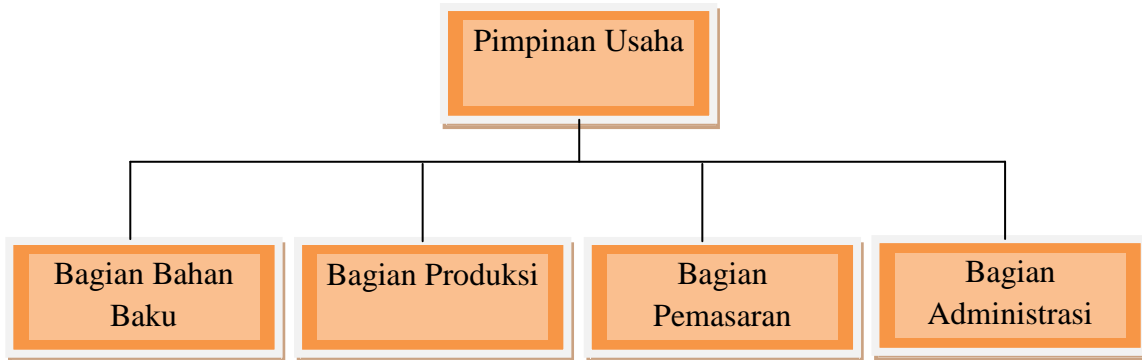 Pimpinan Usaha
Bagian Bahan
Baku
Bagian Produksi
Bagian
Pemasaran
Bagian
Administrasi